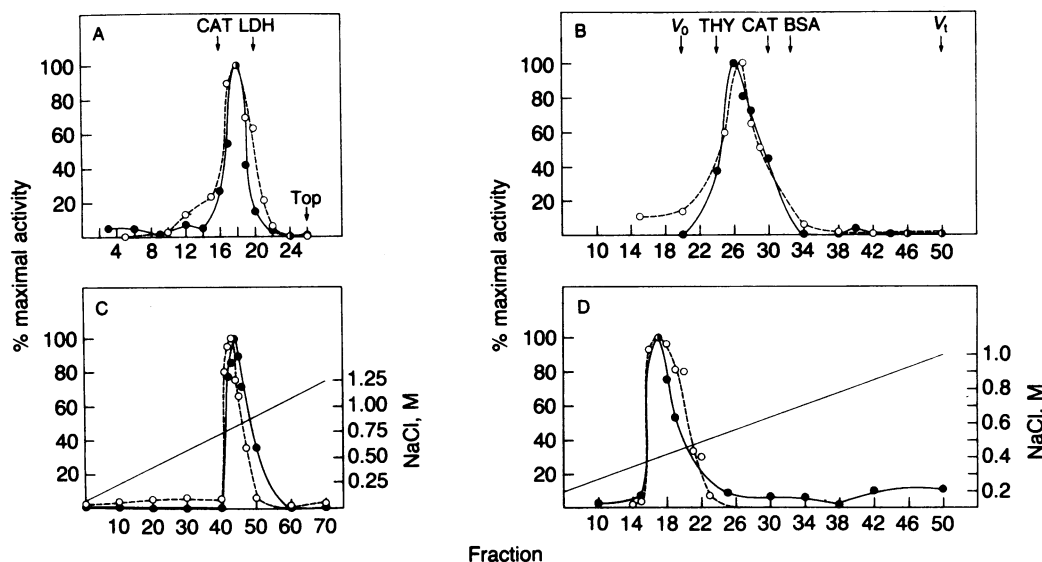 A
CAT LDH
100
80
60
40
20
Top
4 8 12 16 20 24
% maximal activity
B
V0 THY CAT BSA Vt
100
80
60
40
20
10 14 18 22 26 30 34 38 42 46 50
% maximal activity
C
100
80
60
40
20
1.25
1.00
0.75
0.50
0.25
NaCl, M
10 20 30 40 50 60 70
D
100
80
60
40
20
1.0
0.8
0.6
0.4
0.2
NaCl, M
10 14 18 22 26 30 34 38 42 46 50
Fraction